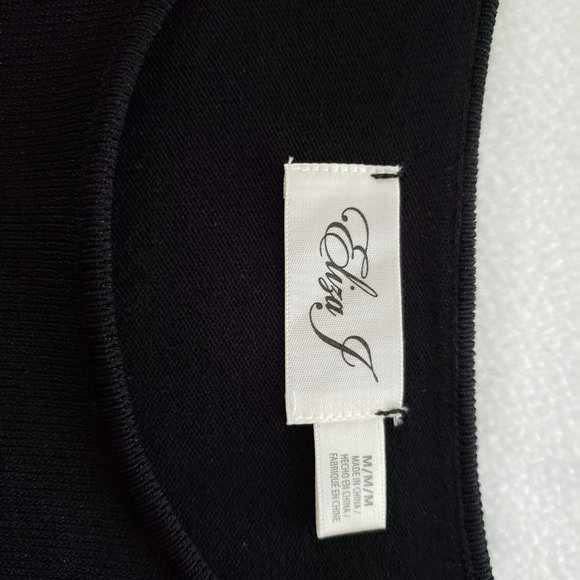 Eliza J
M/M/M
MADE IN CHINA/
HECHO EN CHINA/
FABRIQUÉ EN CHINE